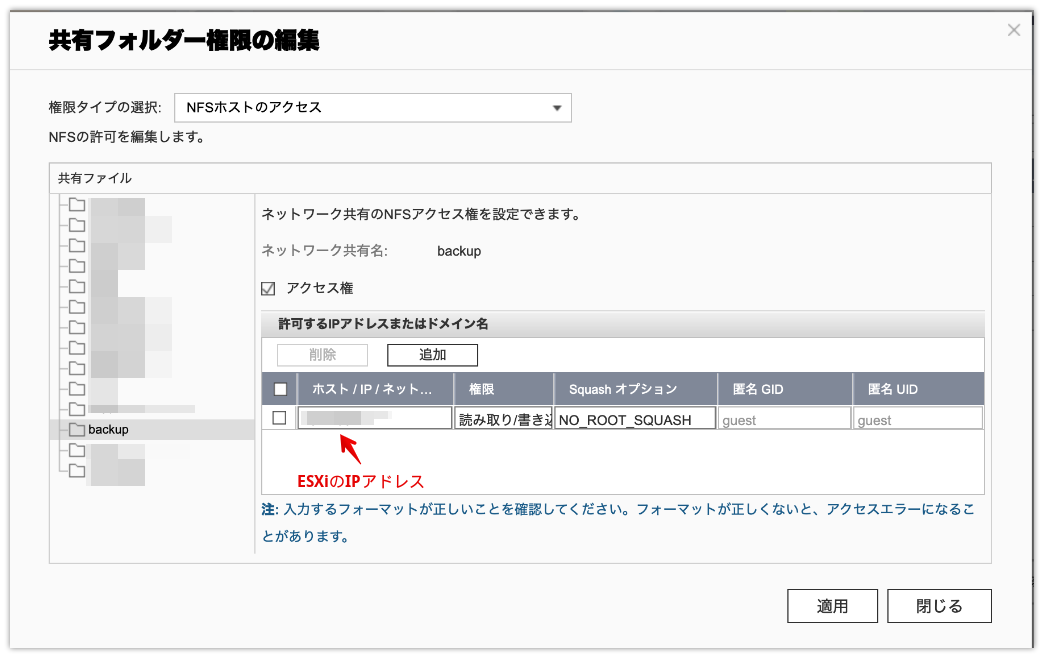 共有フォルダー権限の編集
権限タイプの選択: NFSホストのアクセス
NFSの許可を編集します。
共有ファイル
ネットワーク共有のNFSアクセス権を設定できます。
ネットワーク共有名: backup
アクセス権
許可するIPアドレスまたはドメイン名
削除 追加
ホスト / IP / ネット... 権限 Squash オプション 匿名 GID 匿名 UID
読み取り/書き込 NO_ROOT_SQUASH guest guest
backup
ESXiのIPアドレス
注: 入力するフォーマットが正しいことを確認してください。フォーマットが正しくないと、アクセスエラーになるこ
とがあります。
適用 閉じる